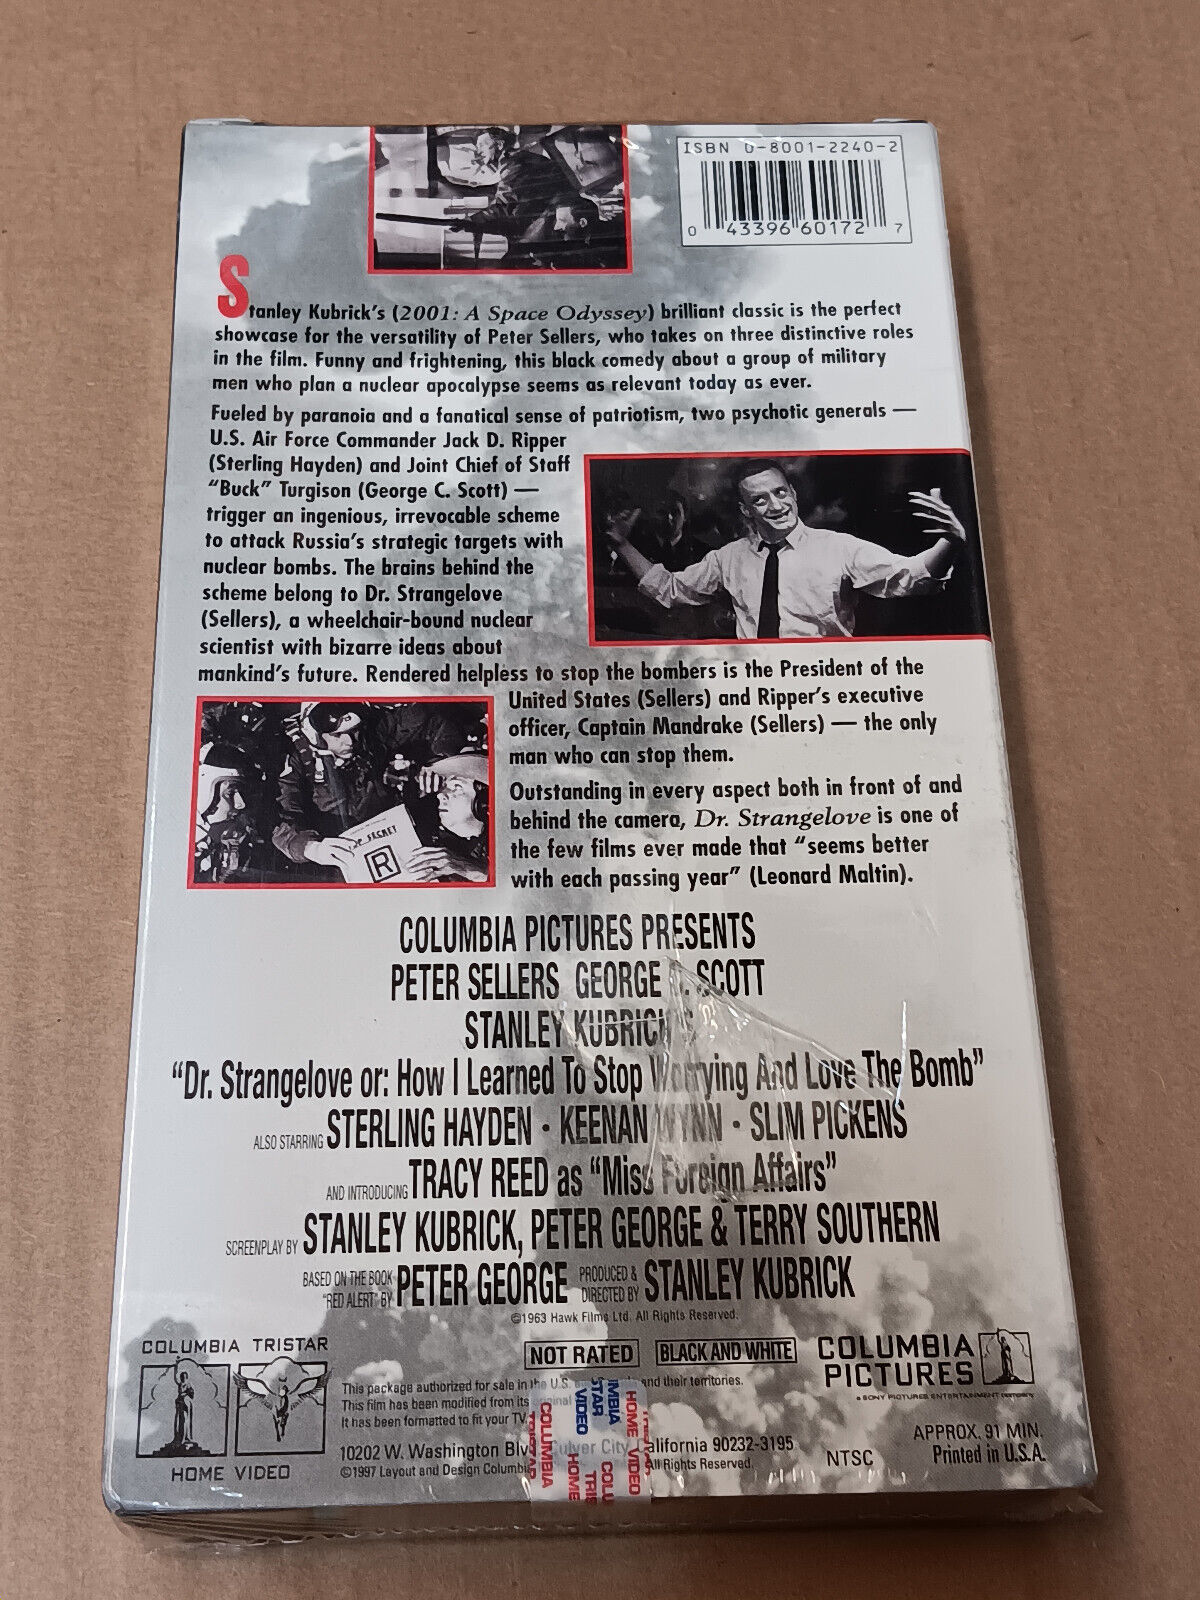 ISBN 0-8001-2240-2
0 43396 60172 7
Stanley Kubrick's (2001: A Space Odyssey) brilliant classic is the perfect
showcase for the versatility of Peter Sellers, who takes on three distinctive roles
in the film. Funny and frightening, this black comedy about a group of military
men who plan a nuclear apocalypse seems as relevant today as ever.
Fueled by paranoia and a fanatical sense of patriotism, two psychotic generals —
U.S. Air Force Commander Jack D. Ripper
(Sterling Hayden) and Joint Chief of Staff
"Buck" Turgison (George C. Scott) —
trigger an ingenious, irrevocable scheme
to attack Russia's strategic targets with
nuclear bombs. The brains behind the
scheme belong to Dr. Strangelove
(Sellers), a wheelchair-bound nuclear
scientist with bizarre ideas about
mankind's future. Rendered helpless to stop the bombers is the President of the
United States (Sellers) and Ripper's executive
officer, Captain Mandrake (Sellers) — the only
man who can stop them.
Outstanding in every aspect both in front of and
behind the camera, Dr. Strangelove is one of
the few films ever made that "seems better
with each passing year" (Leonard Maltin).
TOP SECRET
R
COLUMBIA PICTURES PRESENTS
PETER SELLERS GEORGE C. SCOTT
STANLEY KUBRICK'S
"Dr. Strangelove or: How I Learned To Stop Worrying And Love The Bomb"
ALSO STARRING STERLING HAYDEN · KEENAN WYNN · SLIM PICKENS
AND INTRODUCING TRACY REED as "Miss Foreign Affairs"
SCREENPLAY BY STANLEY KUBRICK, PETER GEORGE & TERRY SOUTHERN
BASED ON THE BOOK "RED ALERT" BY PETER GEORGE PRODUCED & DIRECTED BY STANLEY KUBRICK
©1963 Hawk Films Ltd. All Rights Reserved.
COLUMBIA TRISTAR
HOME VIDEO
NOT RATED
BLACK AND WHITE
COLUMBIA
PICTURES
a SONY PICTURES ENTERTAINMENT company
This package authorized for sale in the U.S. and their territories.
This film has been modified from its original
It has been formatted to fit your TV.
10202 W. Washington Blvd Culver City, California 90232-3195
©1997 Layout and Design Columbia All Rights Reserved.
NTSC
APPROX. 91 MIN.
Printed in U.S.A.
COLUMBIA
TRISTAR
HOME VIDEO